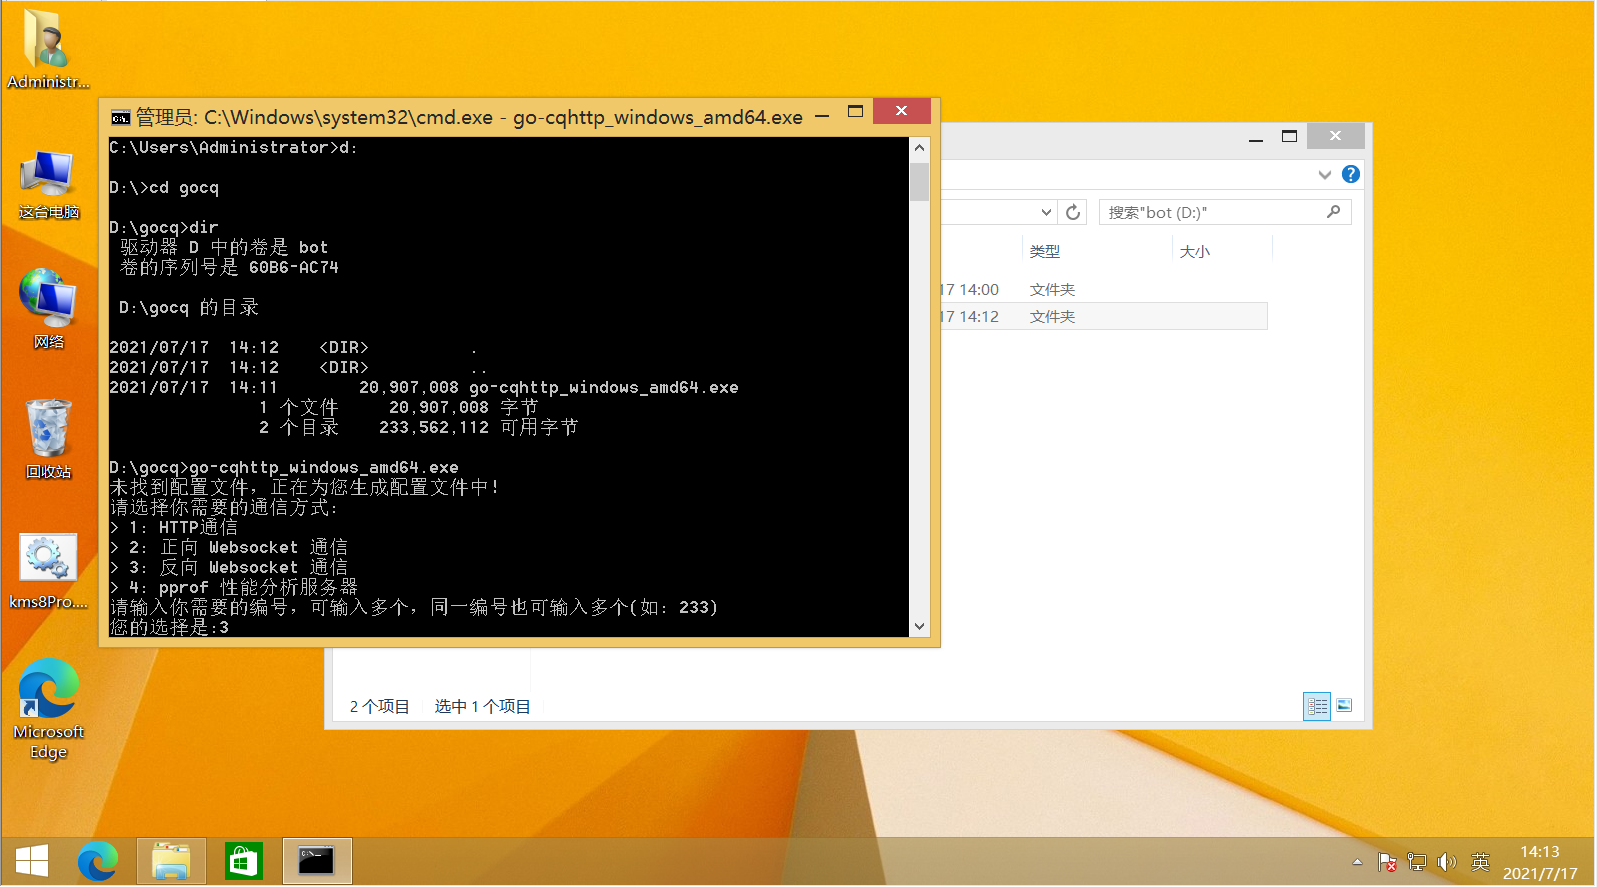 Administr...
这台电脑
网络
回收站
kms8Pro....
Microsoft
Edge
管理员: C:\Windows\system32\cmd.exe - go-cqhttp_windows_amd64.exe
C:\Users\Administrator>d:
D:\>cd gocq
D:\gocq>dir
驱动器 D 中的卷是 bot
卷的序列号是 60B6-AC74
D:\gocq 的目录
2021/07/17  14:12    <DIR>          .
2021/07/17  14:12    <DIR>          ..
2021/07/17  14:11        20,907,008 go-cqhttp_windows_amd64.exe
1 个文件     20,907,008 字节
2 个目录    233,562,112 可用字节
D:\gocq>go-cqhttp_windows_amd64.exe
未找到配置文件，正在为您生成配置文件中！
请选择你需要的通信方式:
> 1: HTTP通信
> 2: 正向 Websocket 通信
> 3: 反向 Websocket 通信
> 4: pprof 性能分析服务器
请输入你需要的编号，可输入多个，同一编号也可输入多个(如: 233)
您的选择是:3
搜索"bot (D:)"
类型 大小
17 14:00 文件夹
17 14:12 文件夹
2 个项目 选中 1 个项目
英
14:13
2021/7/17